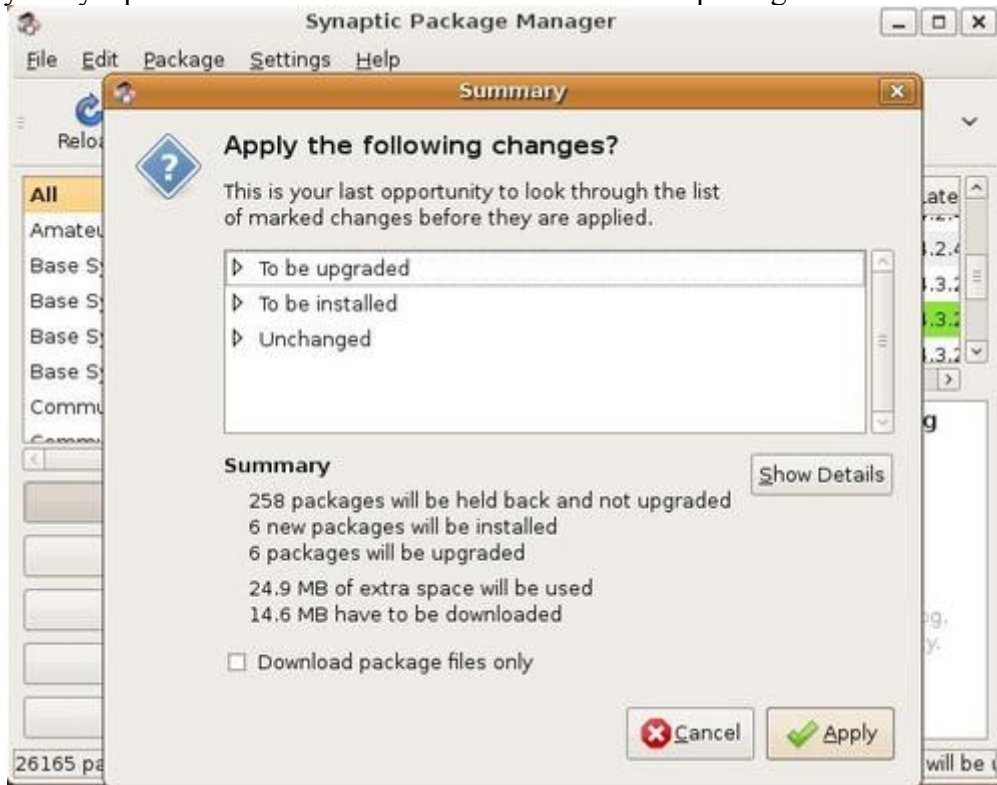 Synaptic Package Manager
File Edit Package Settings Help
Summary
Apply the following changes?
This is your last opportunity to look through the list
of marked changes before they are applied.
All
To be upgraded
To be installed
Unchanged
Summary
Show Details
258 packages will be held back and not upgraded
6 new packages will be installed
6 packages will be upgraded
24.9 MB of extra space will be used
14.6 MB have to be downloaded
Download package files only
Cancel Apply
26165
will be